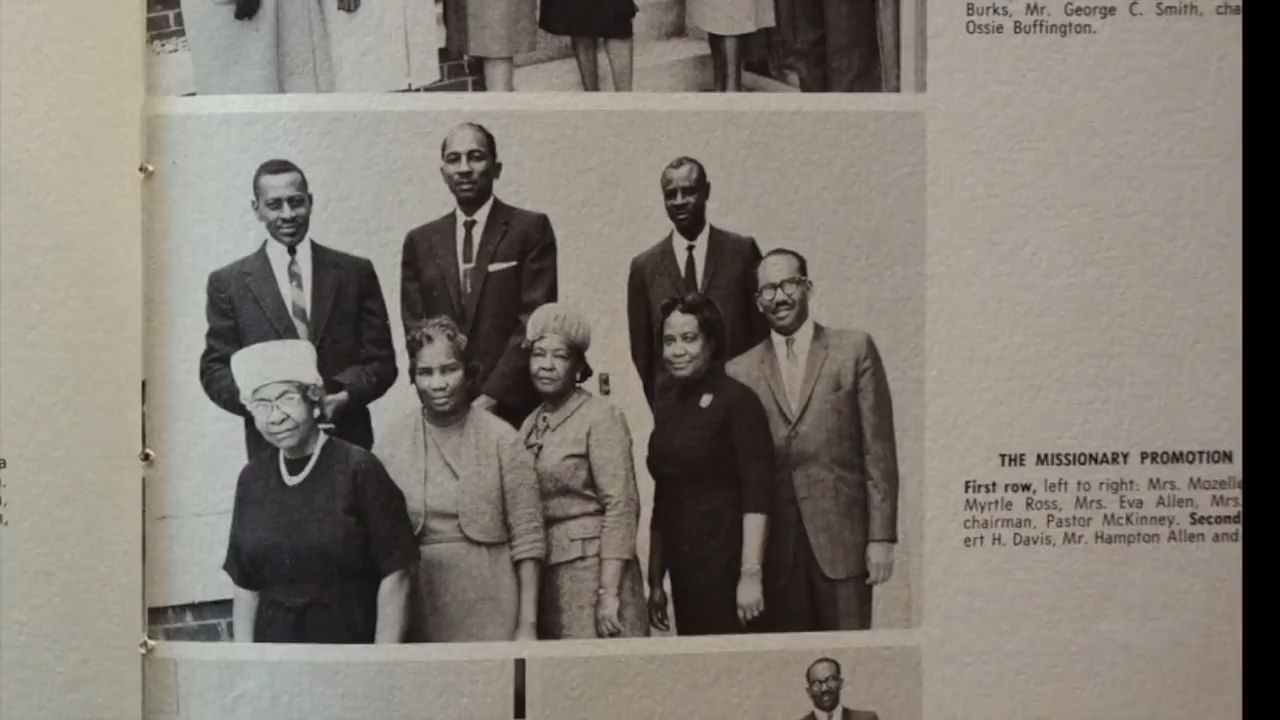 Burks, Mr. George C. Smith, cha
Ossie Buffington.
THE MISSIONARY PROMOTION
First row, left to right: Mrs. Mozelle
Myrtle Ross, Mrs. Eva Allen, Mrs.
chairman, Pastor McKinney. Second
ert H. Davis, Mr. Hampton Allen and